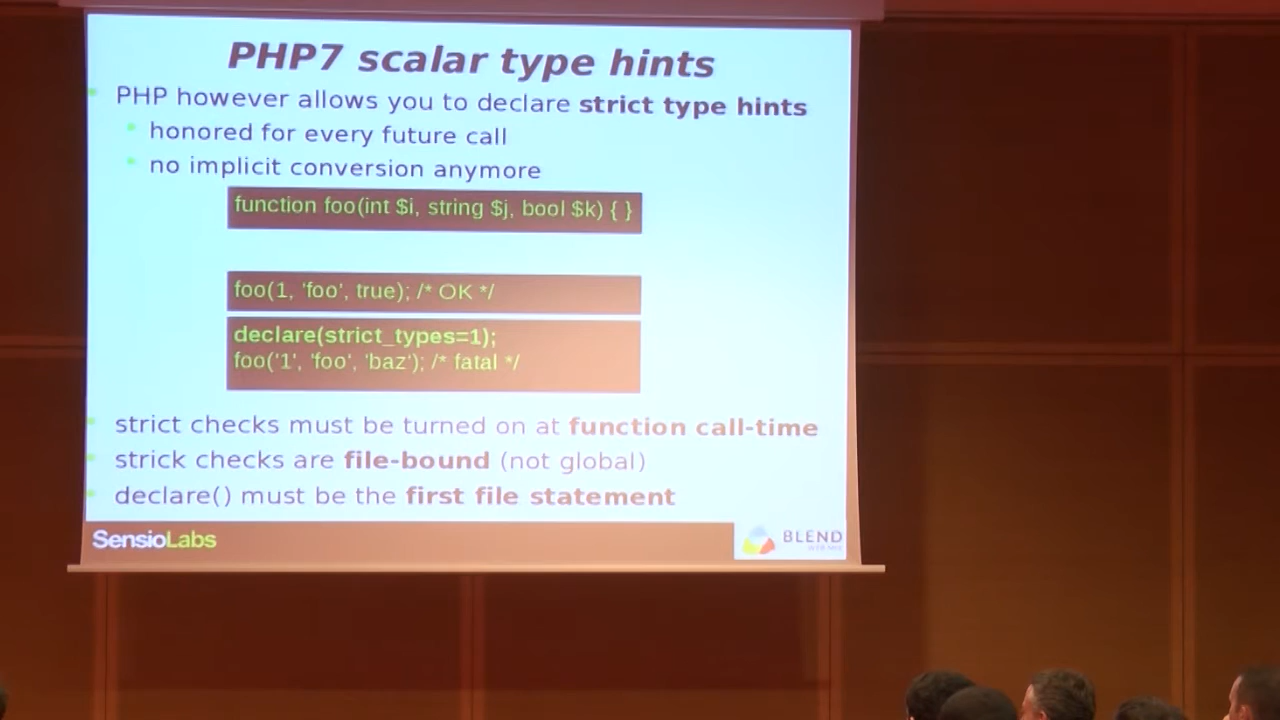 PHP7 scalar type hints
PHP however allows you to declare strict type hints
honored for every future call
no implicit conversion anymore
function foo(int $i, string $j, bool $k) { }
foo(1, 'foo', true); /* OK */
declare(strict_types=1);
foo('1', 'foo', 'baz'); /* fatal */
strict checks must be turned on at function call-time
strick checks are file-bound (not global)
declare() must be the first file statement
SensioLabs
BLEND